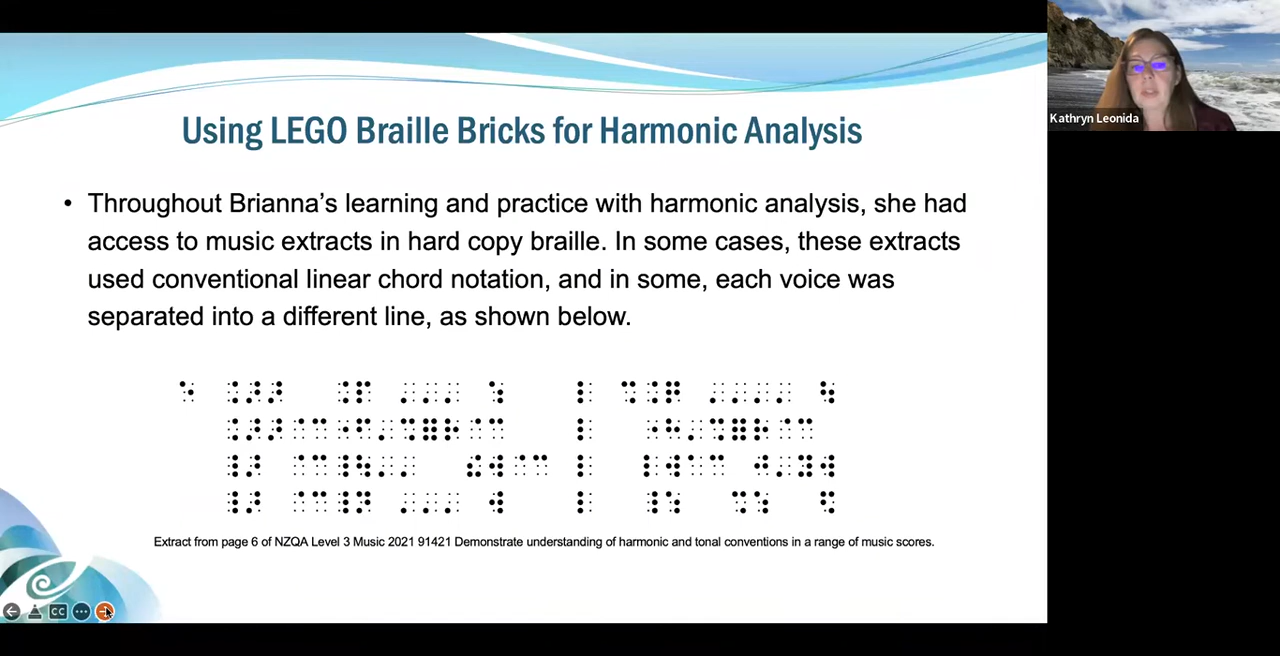 Using LEGO Braille Bricks for Harmonic Analysis
Kathryn Leonida
• Throughout Brianna’s learning and practice with harmonic analysis, she had
access to music extracts in hard copy braille. In some cases, these extracts
used conventional linear chord notation, and in some, each voice was
separated into a different line, as shown below.
Extract from page 6 of NZQA Level 3 Music 2021 91421 Demonstrate understanding of harmonic and tonal conventions in a range of music scores.
CC